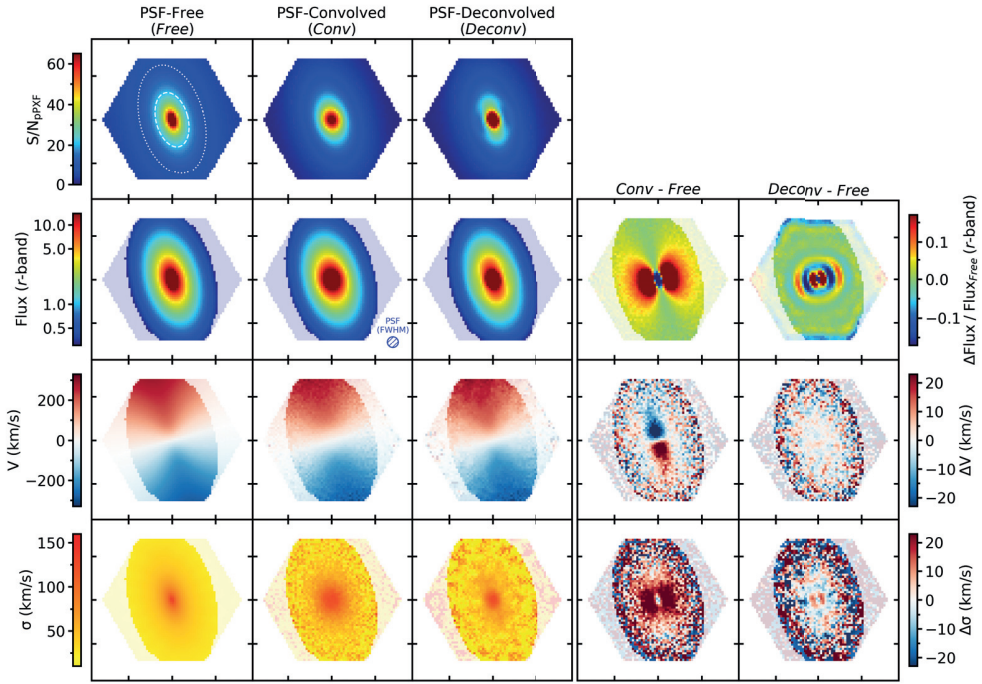 PSF-Free
(Free)
PSF-Convolved
(Conv)
PSF-Deconvolved
(Deconv)
S/N_pPXF
60
40
20
0
Conv - Free
Deconv - Free
Flux (r-band)
10.0
5.0
1.0
0.5
PSF
(FWHM)
0.1
0.0
−0.1
ΔFlux / Flux_Free (r-band)
V (km/s)
200
0
−200
20
10
0
−10
−20
ΔV (km/s)
σ (km/s)
150
100
50
20
10
0
−10
−20
Δσ (km/s)